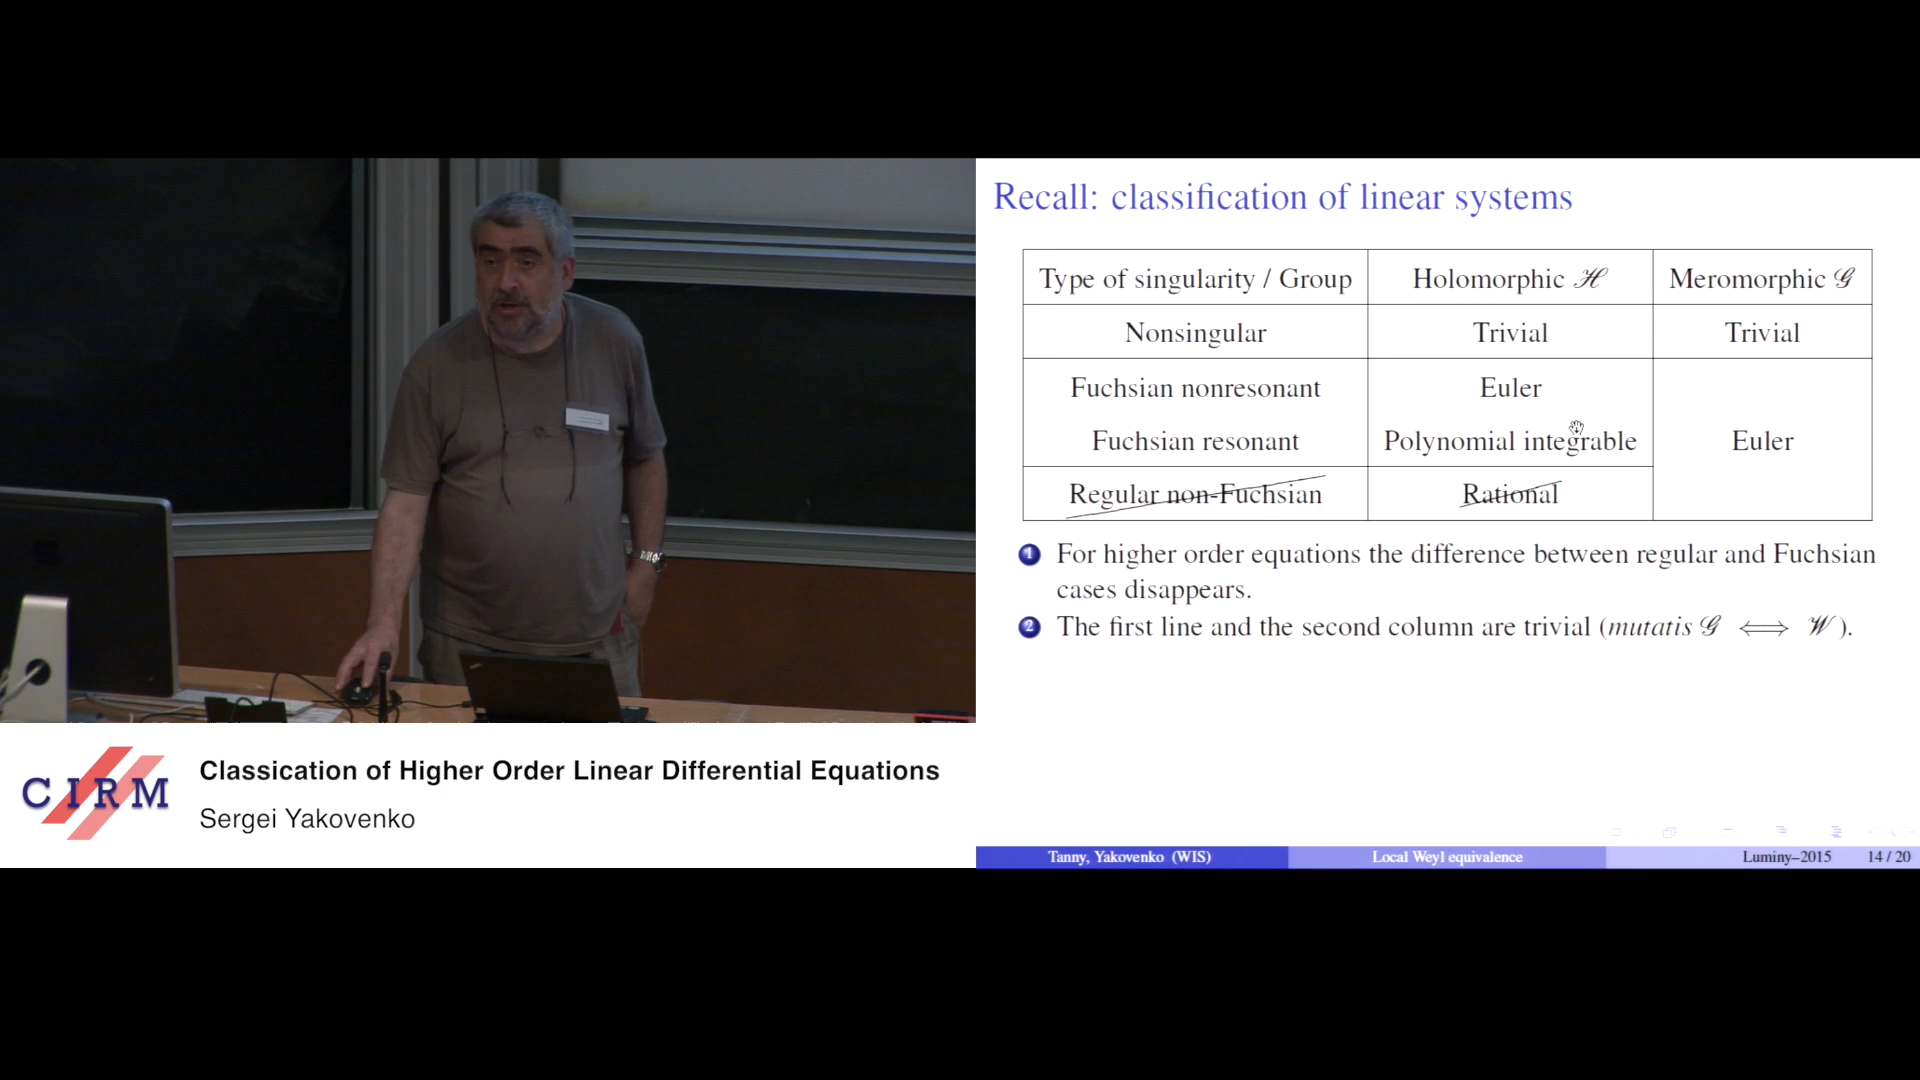 Recall: classification of linear systems
Type of singularity / Group Holomorphic ℋ Meromorphic 𝒢
Nonsingular Trivial Trivial
Fuchsian nonresonant Euler
Fuchsian resonant Polynomial integrable Euler
Regular non-Fuchsian Rational
1 For higher order equations the difference between regular and Fuchsian
cases disappears.
2 The first line and the second column are trivial (mutatis 𝒢 ⟺ 𝒲).
Tanny, Yakovenko (WIS) Local Weyl equivalence Luminy–2015 14 / 20
CIRM
Classication of Higher Order Linear Differential Equations
Sergei Yakovenko